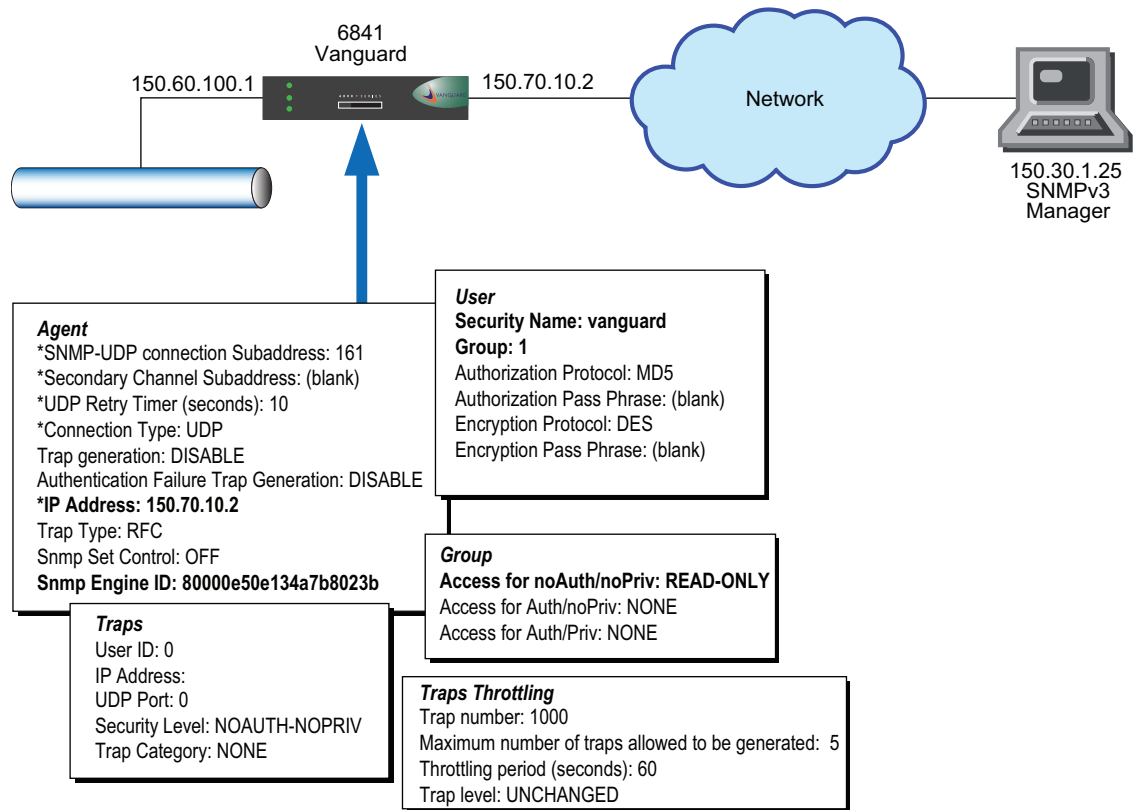 6841
Vanguard
150.60.100.1
150.70.10.2
VANGUARD
Network
150.30.1.25
SNMPv3
Manager
Agent
*SNMP-UDP connection Subaddress: 161
*Secondary Channel Subaddress: (blank)
*UDP Retry Timer (seconds): 10
*Connection Type: UDP
Trap generation: DISABLE
Authentication Failure Trap Generation: DISABLE
*IP Address: 150.70.10.2
Trap Type: RFC
Snmp Set Control: OFF
Snmp Engine ID: 80000e50e134a7b8023b
User
Security Name: vanguard
Group: 1
Authorization Protocol: MD5
Authorization Pass Phrase: (blank)
Encryption Protocol: DES
Encryption Pass Phrase: (blank)
Group
Access for noAuth/noPriv: READ-ONLY
Access for Auth/noPriv: NONE
Access for Auth/Priv: NONE
Traps
User ID: 0
IP Address:
UDP Port: 0
Security Level: NOAUTH-NOPRIV
Trap Category: NONE
Traps Throttling
Trap number: 1000
Maximum number of traps allowed to be generated: 5
Throttling period (seconds): 60
Trap level: UNCHANGED